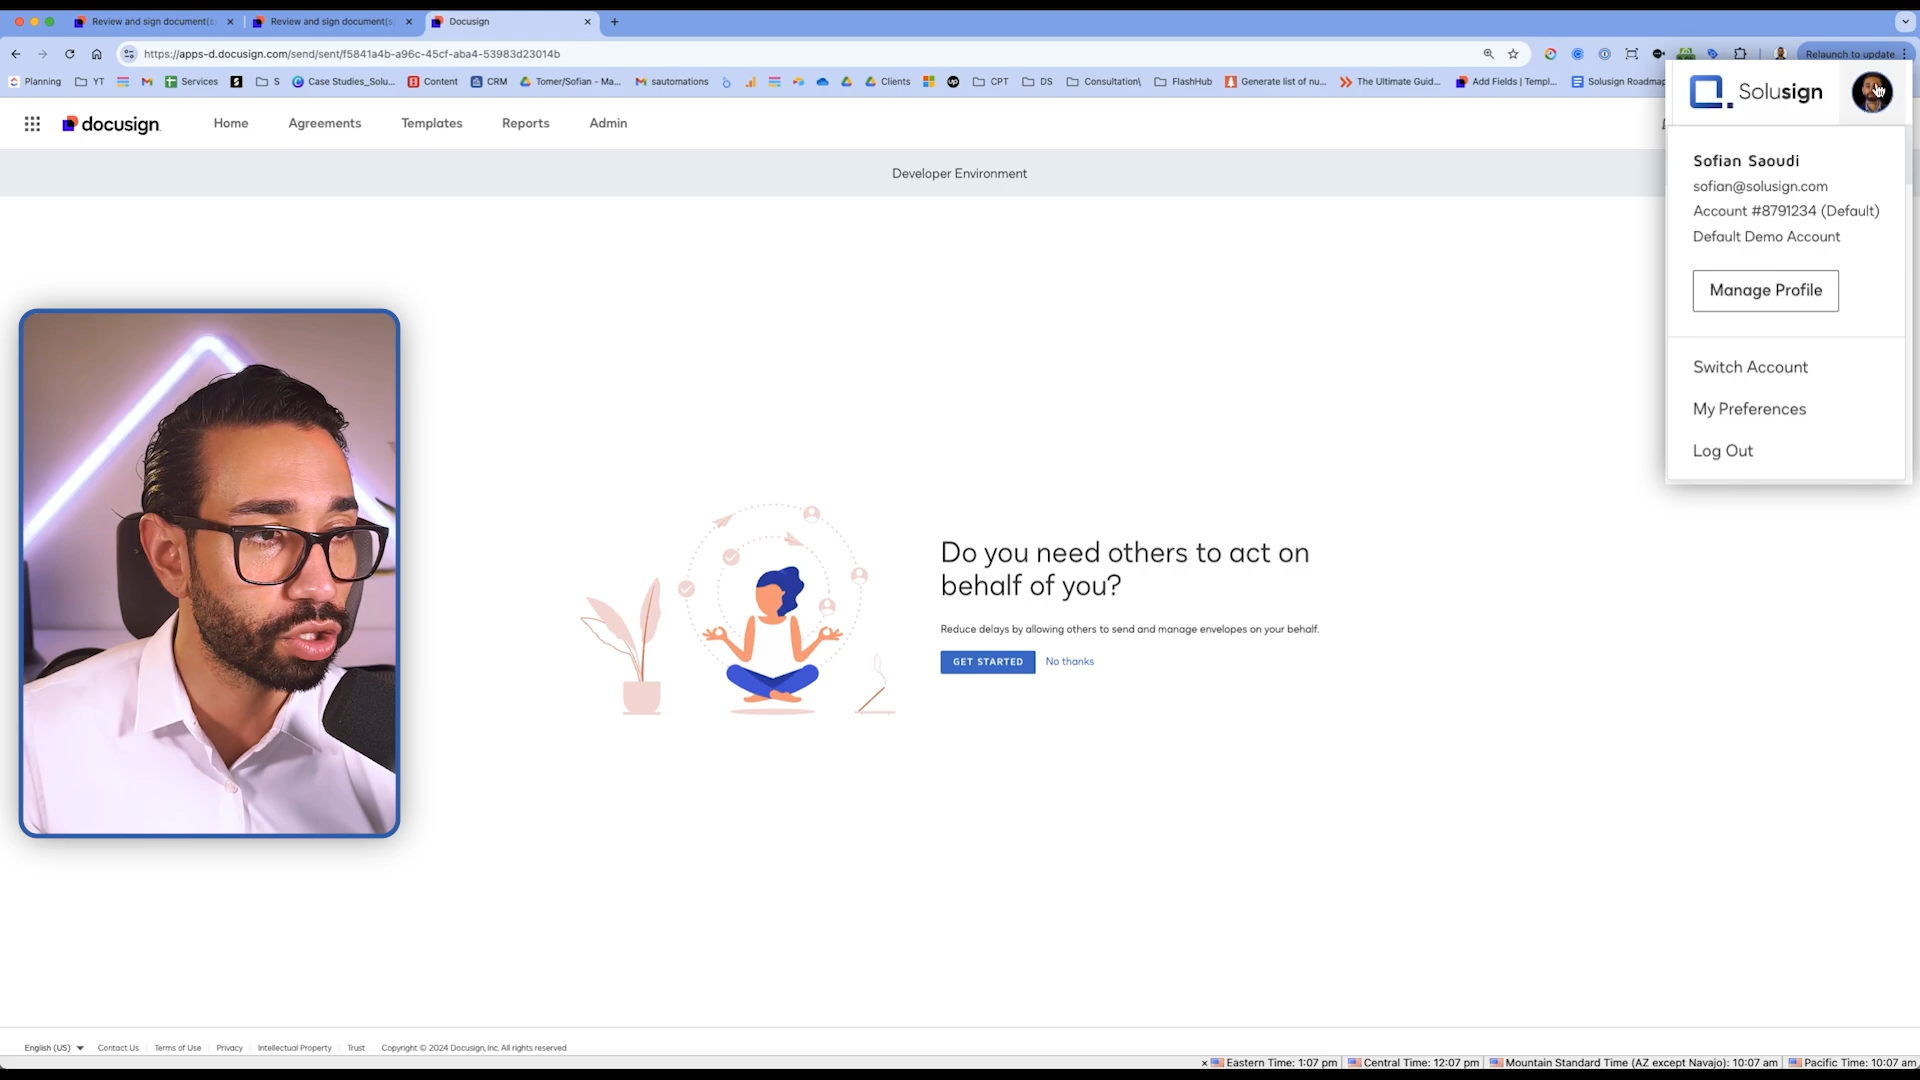 Review and sign document(s)
Review and sign document(s)
Docusign
https://apps-d.docusign.com/send/sent/f5841a4b-a96c-45cf-aba4-53983d23014b
Relaunch to update
Planning
YT
Services
S
Case Studies_Solu...
Content
CRM
Tomer/Sofian - Ma...
sautomations
Clients
up
CPT
DS
Consultation\
FlashHub
Generate list of nu...
The Ultimate Guid...
Add Fields | Templ...
Solusign Roadmap
docusign
Home
Agreements
Templates
Reports
Admin
Solusign
Developer Environment
Sofian Saoudi
sofian@solusign.com
Account #8791234 (Default)
Default Demo Account
Manage Profile
Switch Account
My Preferences
Log Out
Do you need others to act on
behalf of you?
Reduce delays by allowing others to send and manage envelopes on your behalf.
GET STARTED
No thanks
English (US)
Contact Us
Terms of Use
Privacy
Intellectual Property
Trust
Copyright © 2024 Docusign, Inc. All rights reserved
Eastern Time: 1:07 pm
Central Time: 12:07 pm
Mountain Standard Time (AZ except Navajo): 10:07 am
Pacific Time: 10:07 am